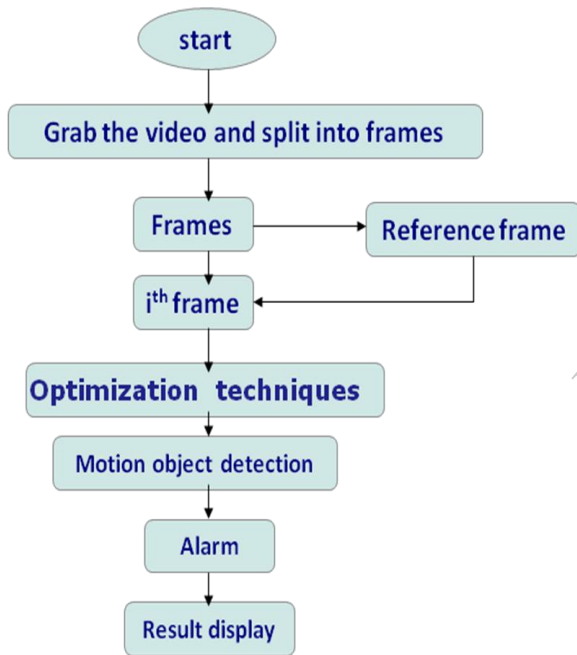 start
Grab the video and split into frames
Frames
Reference frame
iᵗʰ frame
Optimization techniques
Motion object detection
Alarm
Result display